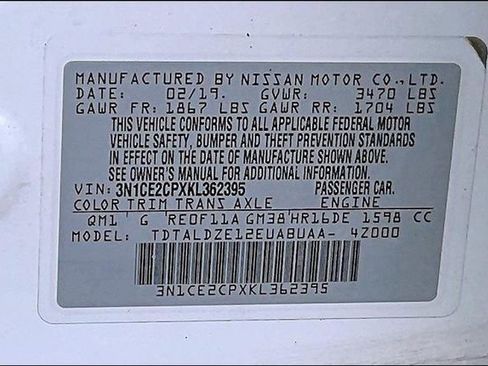 MANUFACTURED BY NISSAN MOTOR CO.,LTD.
DATE: 02/19. GVWR: 3470 LBS
GAWR FR: 1867 LBS GAWR RR: 1704 LBS
THIS VEHICLE CONFORMS TO ALL APPLICABLE FEDERAL MOTOR
VEHICLE SAFETY, BUMPER AND THEFT PREVENTION STANDARDS
IN EFFECT ON THE DATE OF MANUFACTURE SHOWN ABOVE.
SEE OWNER'S MANUAL FOR ADDITIONAL INFORMATION.
VIN: 3N1CE2CPXKL362395 PASSENGER CAR.
COLOR TRIM TRANS AXLE ENGINE
QM1 G RE0F11A GM38 HR16DE 1598 CC
MODEL: TDTALDZE12EUA8UAA- 4Z000
3N1CE2CPXKL362395